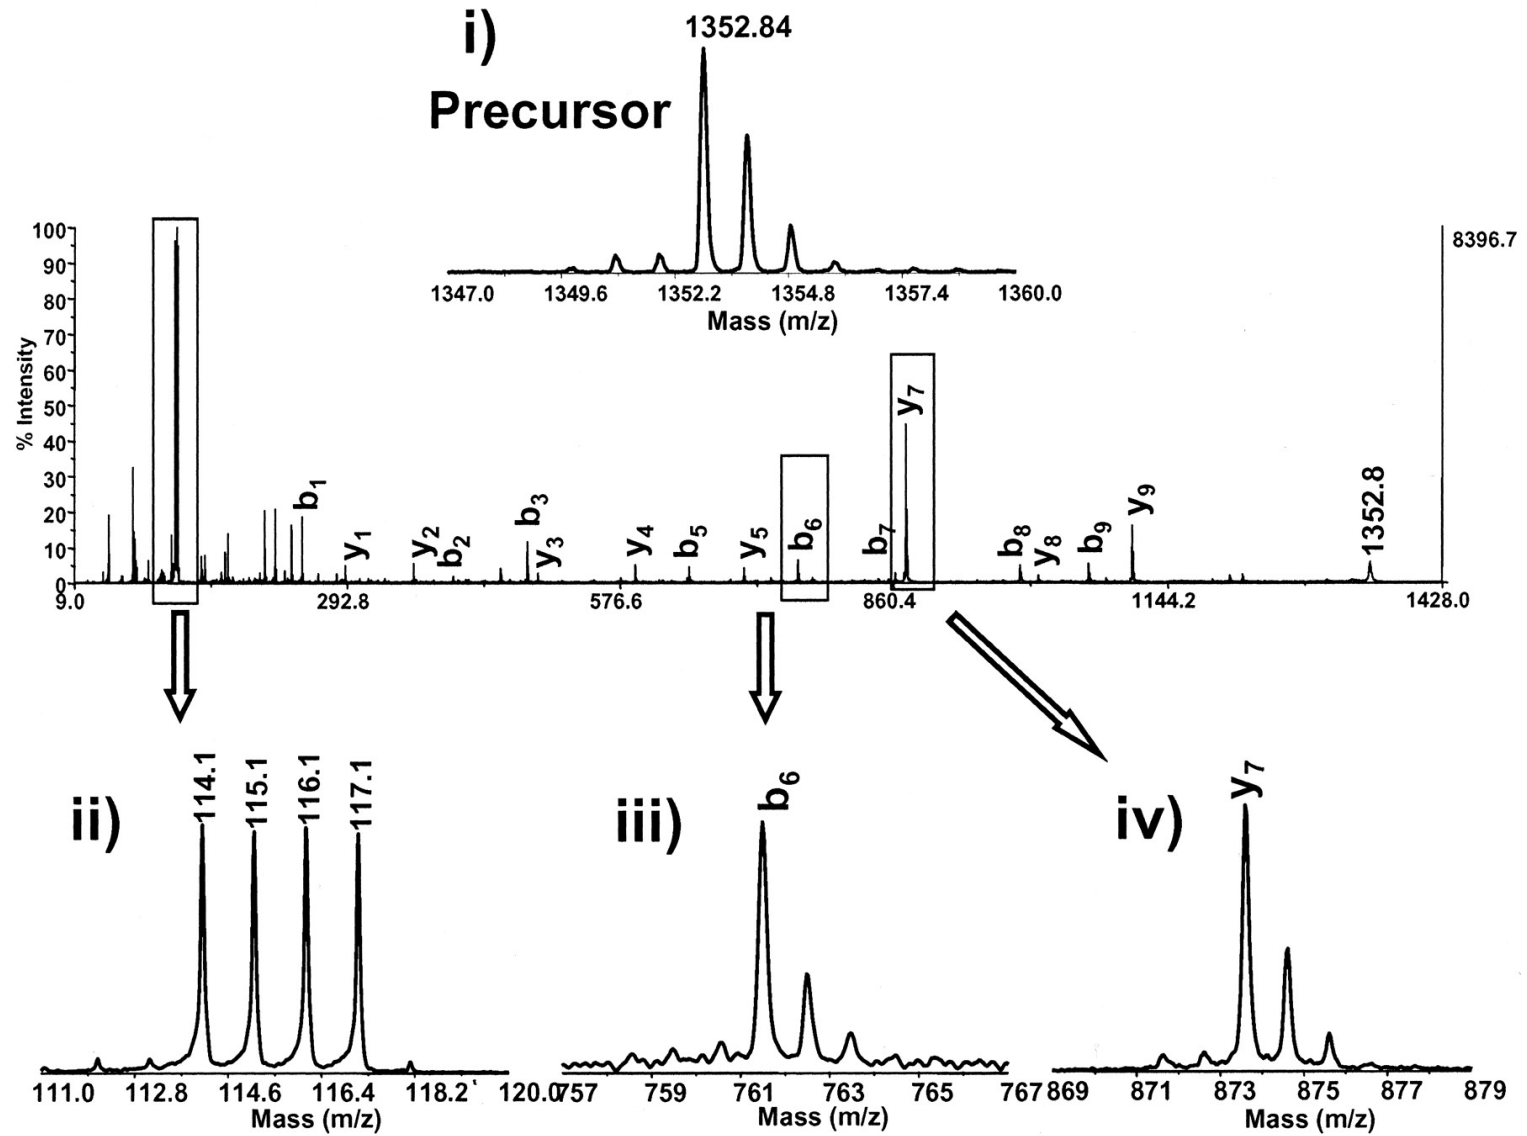 i)
1352.84
Precursor
1347.0 1349.6 1352.2 1354.8 1357.4 1360.0
Mass (m/z)
8396.7
% Intensity
100
90
80
70
60
50
40
30
20
10
0
b1 y1 y2 b2 b3 y3 y4 b5 y5 b6 b7 y7 b8 y8 b9 y9 1352.8
9.0 292.8 576.6 860.4 1144.2 1428.0
ii)
114.1 115.1 116.1 117.1
111.0 112.8 114.6 116.4 118.2 120.0
Mass (m/z)
iii)
b6
757 759 761 763 765 767
Mass (m/z)
iv)
y7
869 871 873 875 877 879
Mass (m/z)